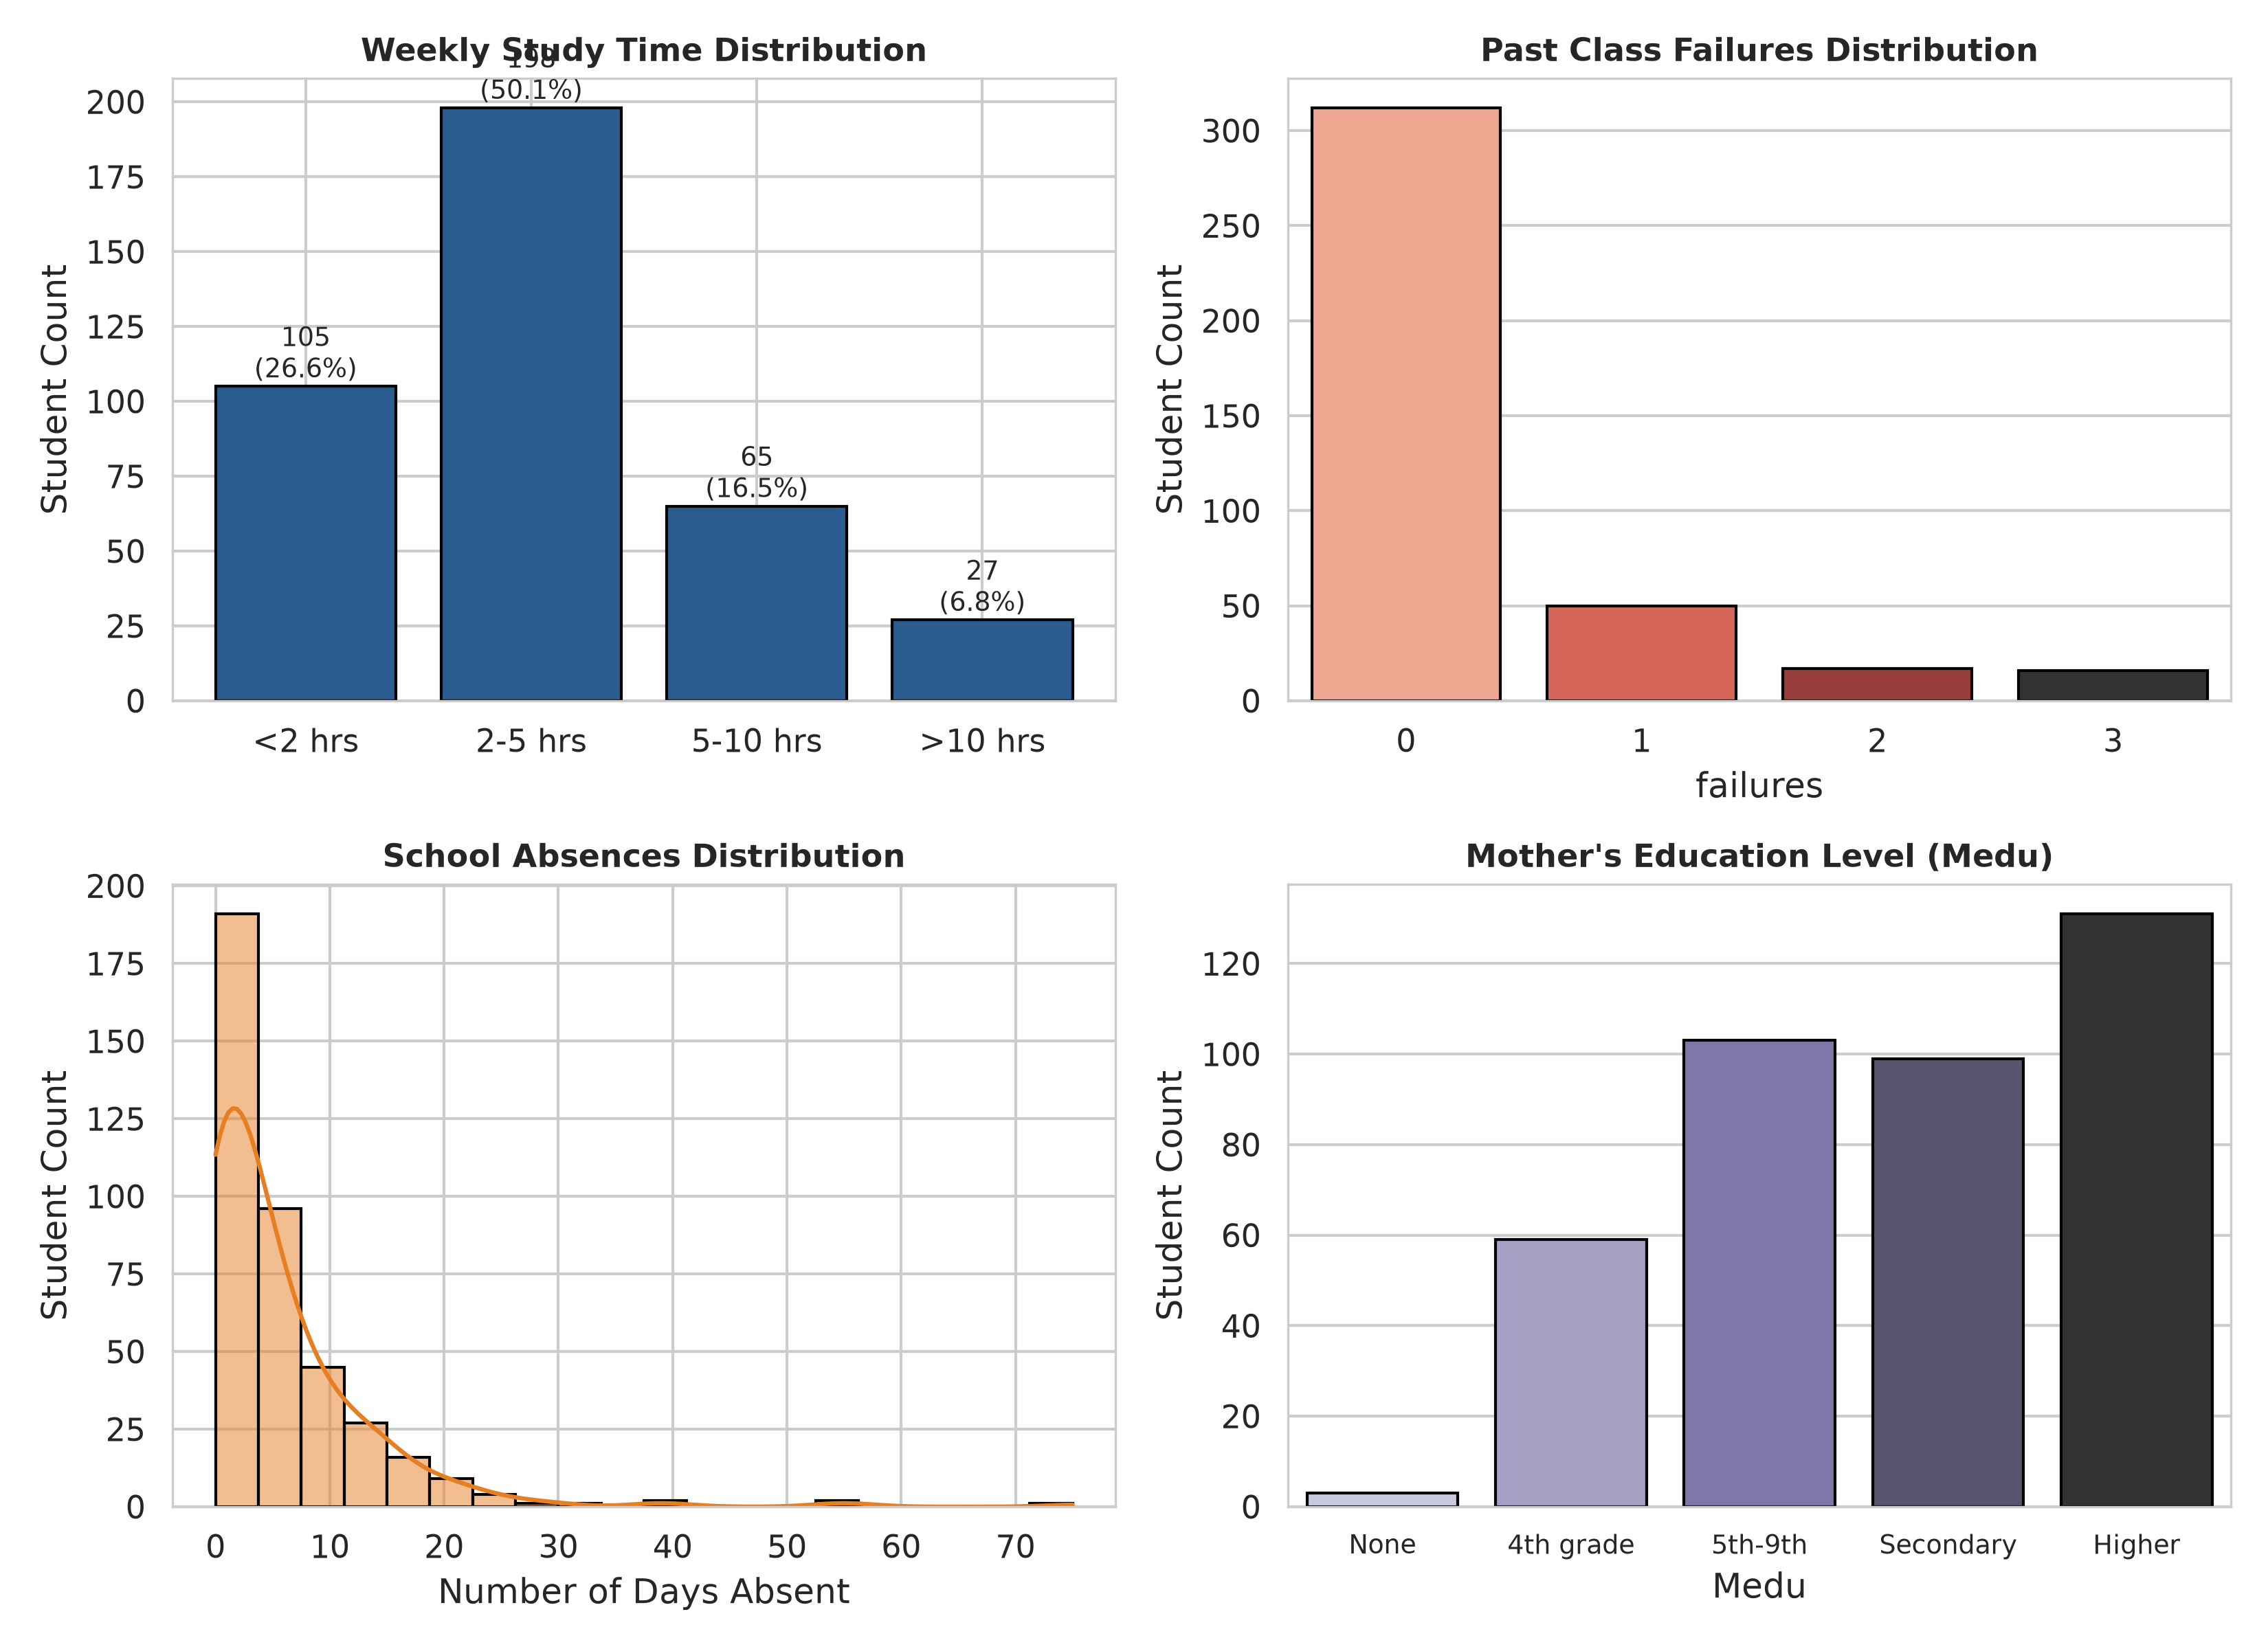 Weekly Study Time Distribution
198
(50.1%)
105
(26.6%)
65
(16.5%)
27
(6.8%)
Student Count
200
175
150
125
100
75
50
25
0
<2 hrs 2-5 hrs 5-10 hrs >10 hrs
Past Class Failures Distribution
Student Count
300
250
200
150
100
50
0
0 1 2 3
failures
School Absences Distribution
Student Count
200
175
150
125
100
75
50
25
0
0 10 20 30 40 50 60 70
Number of Days Absent
Mother's Education Level (Medu)
Student Count
120
100
80
60
40
20
0
None 4th grade 5th-9th Secondary Higher
Medu